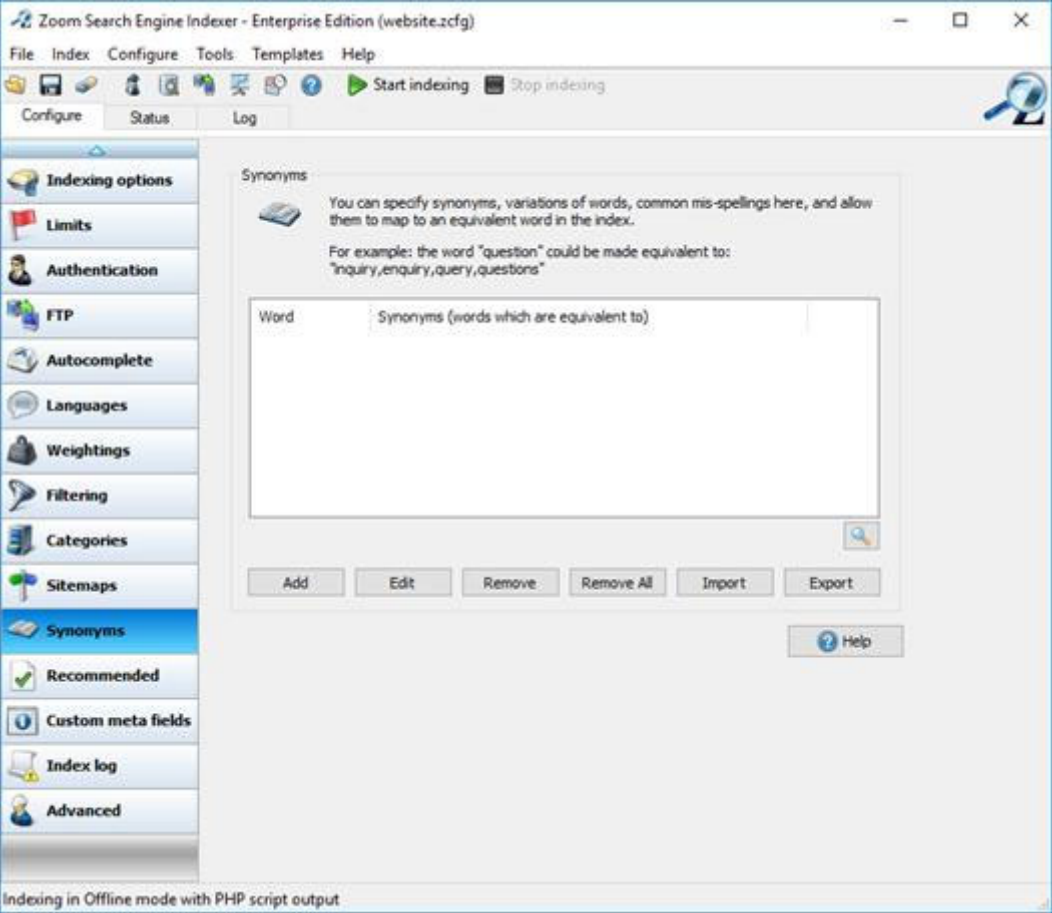 Zoom Search Engine Indexer - Enterprise Edition (website.zcfg)
File Index Configure Tools Templates Help
Start indexing Stop indexing
Configure Status Log
Indexing options
Limits
Authentication
FTP
Autocomplete
Languages
Weightings
Filtering
Categories
Sitemaps
Synonyms
Recommended
Custom meta fields
Index log
Advanced
Synonyms
You can specify synonyms, variations of words, common mis-spellings here, and allow
them to map to an equivalent word in the index.
For example: the word "question" could be made equivalent to:
"inquiry,enquiry,query,questions"
Word Synonyms (words which are equivalent to)
Add Edit Remove Remove All Import Export
Help
Indexing in Offline mode with PHP script output